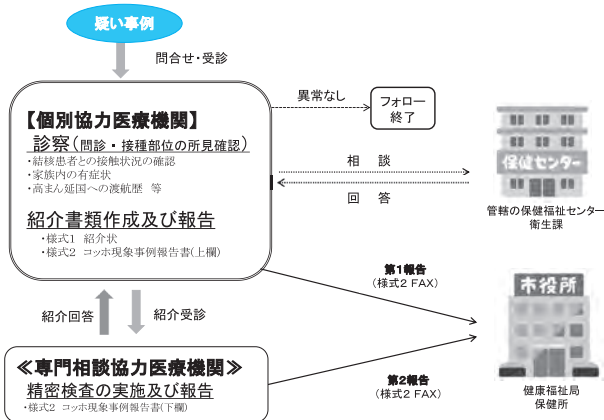 疑い事例
問合せ・受診
【個別協力医療機関】
診察(問診・接種部位の所見確認)
・結核患者との接触状況の確認
・家族内の有症状
・高まん延国への渡航歴 等
紹介書類作成及び報告
・様式1 紹介状
・様式2 コッホ現象事例報告書(上欄)
異常なし
フォロー
終了
相 談
回 答
保健センター
管轄の保健福祉センター
衛生課
第1報告
(様式2 FAX)
市役所
健康福祉局
保健所
紹介回答
紹介受診
≪専門相談協力医療機関≫
精密検査の実施及び報告
・様式2 コッホ現象事例報告書(下欄)
第2報告
(様式2 FAX)